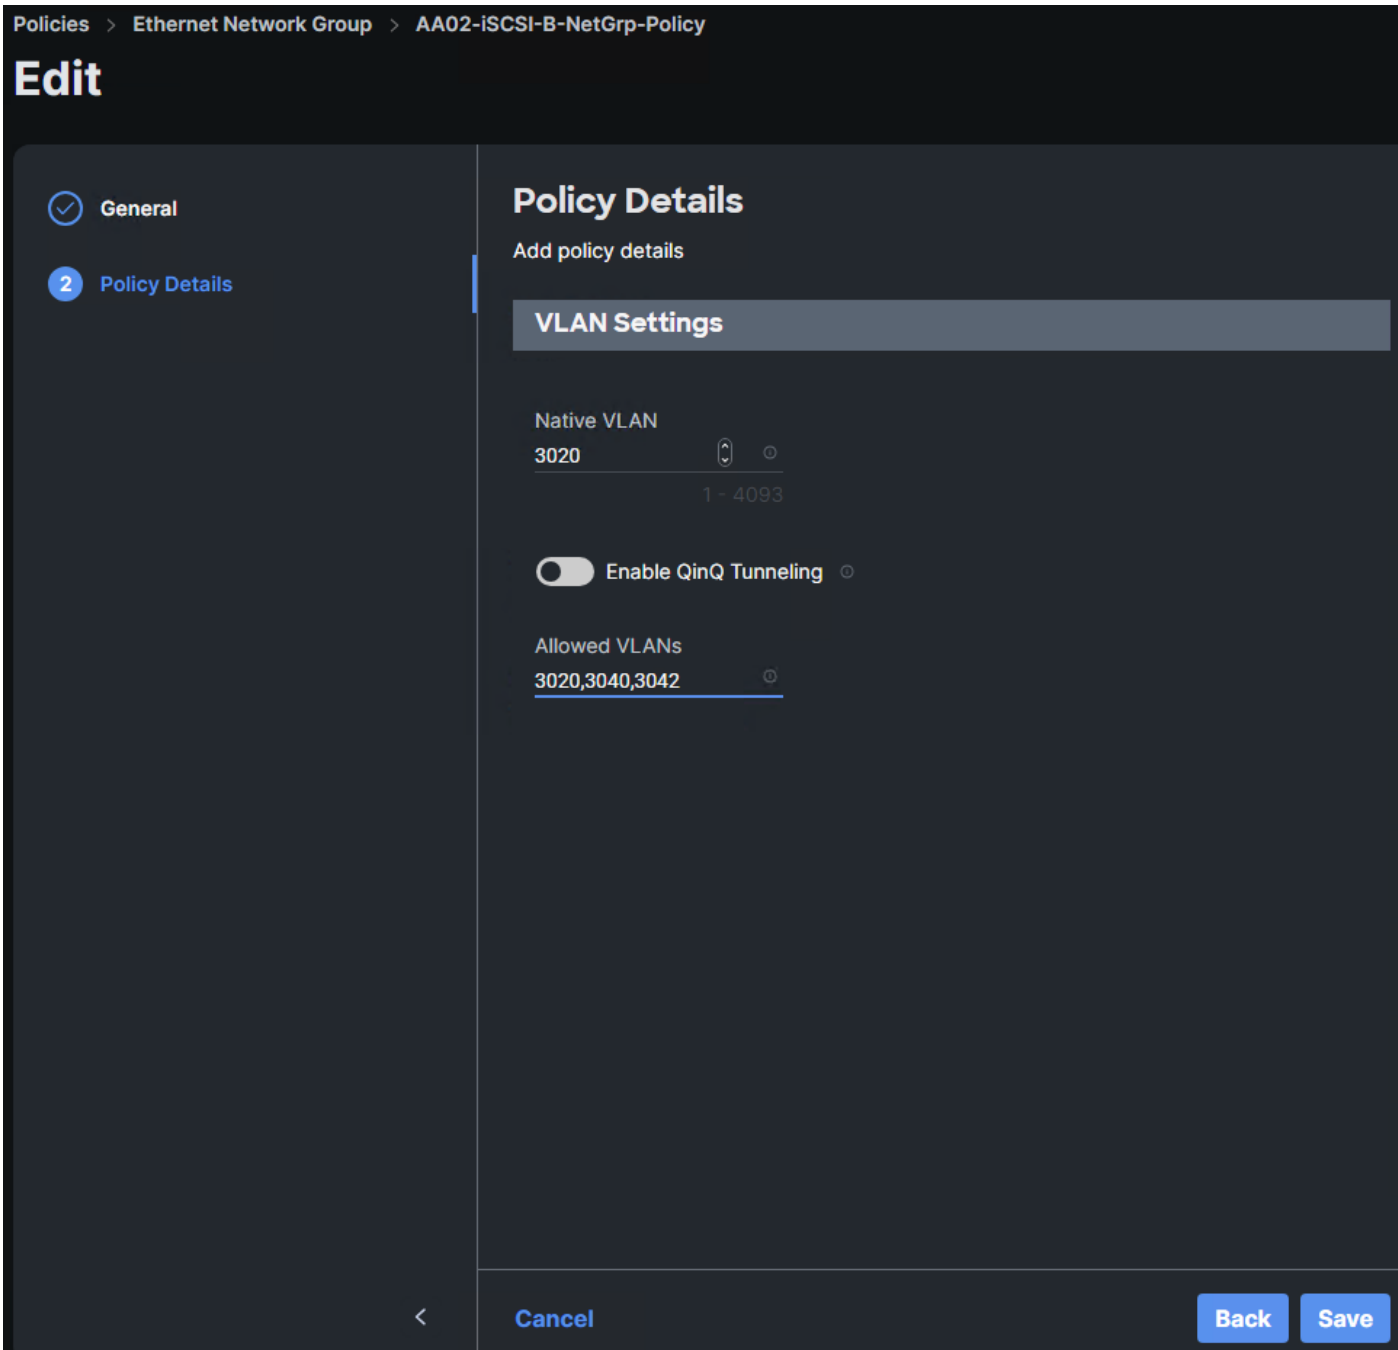 Policies > Ethernet Network Group > AA02-iSCSI-B-NetGrp-Policy
Edit
General
2 Policy Details
Policy Details
Add policy details
VLAN Settings
Native VLAN
3020
1 - 4093
Enable QinQ Tunneling
Allowed VLANs
3020,3040,3042
< Cancel Back Save